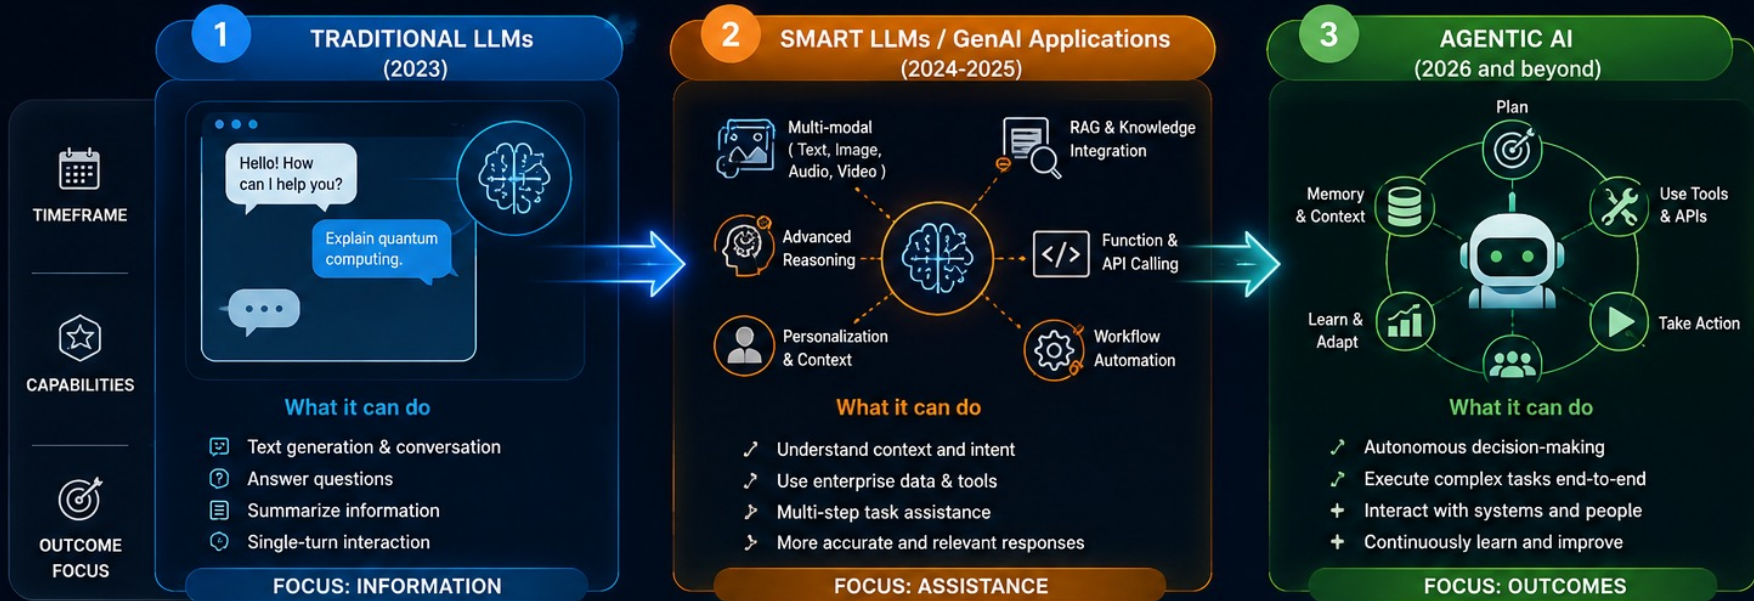 1
TRADITIONAL LLMs
(2023)
2
SMART LLMs / GenAI Applications
(2024-2025)
3
AGENTIC AI
(2026 and beyond)
TIMEFRAME
CAPABILITIES
OUTCOME
FOCUS
Hello! How
can I help you?
Explain quantum
computing.
What it can do
Text generation & conversation
Answer questions
Summarize information
Single-turn interaction
FOCUS: INFORMATION
Multi-modal
( Text, Image,
Audio, Video )
RAG & Knowledge
Integration
Advanced
Reasoning
Function &
API Calling
</>
Personalization
& Context
Workflow
Automation
What it can do
Understand context and intent
Use enterprise data & tools
Multi-step task assistance
More accurate and relevant responses
FOCUS: ASSISTANCE
Plan
Memory
& Context
Use Tools
& APIs
Learn &
Adapt
Take Action
What it can do
Autonomous decision-making
Execute complex tasks end-to-end
Interact with systems and people
Continuously learn and improve
FOCUS: OUTCOMES